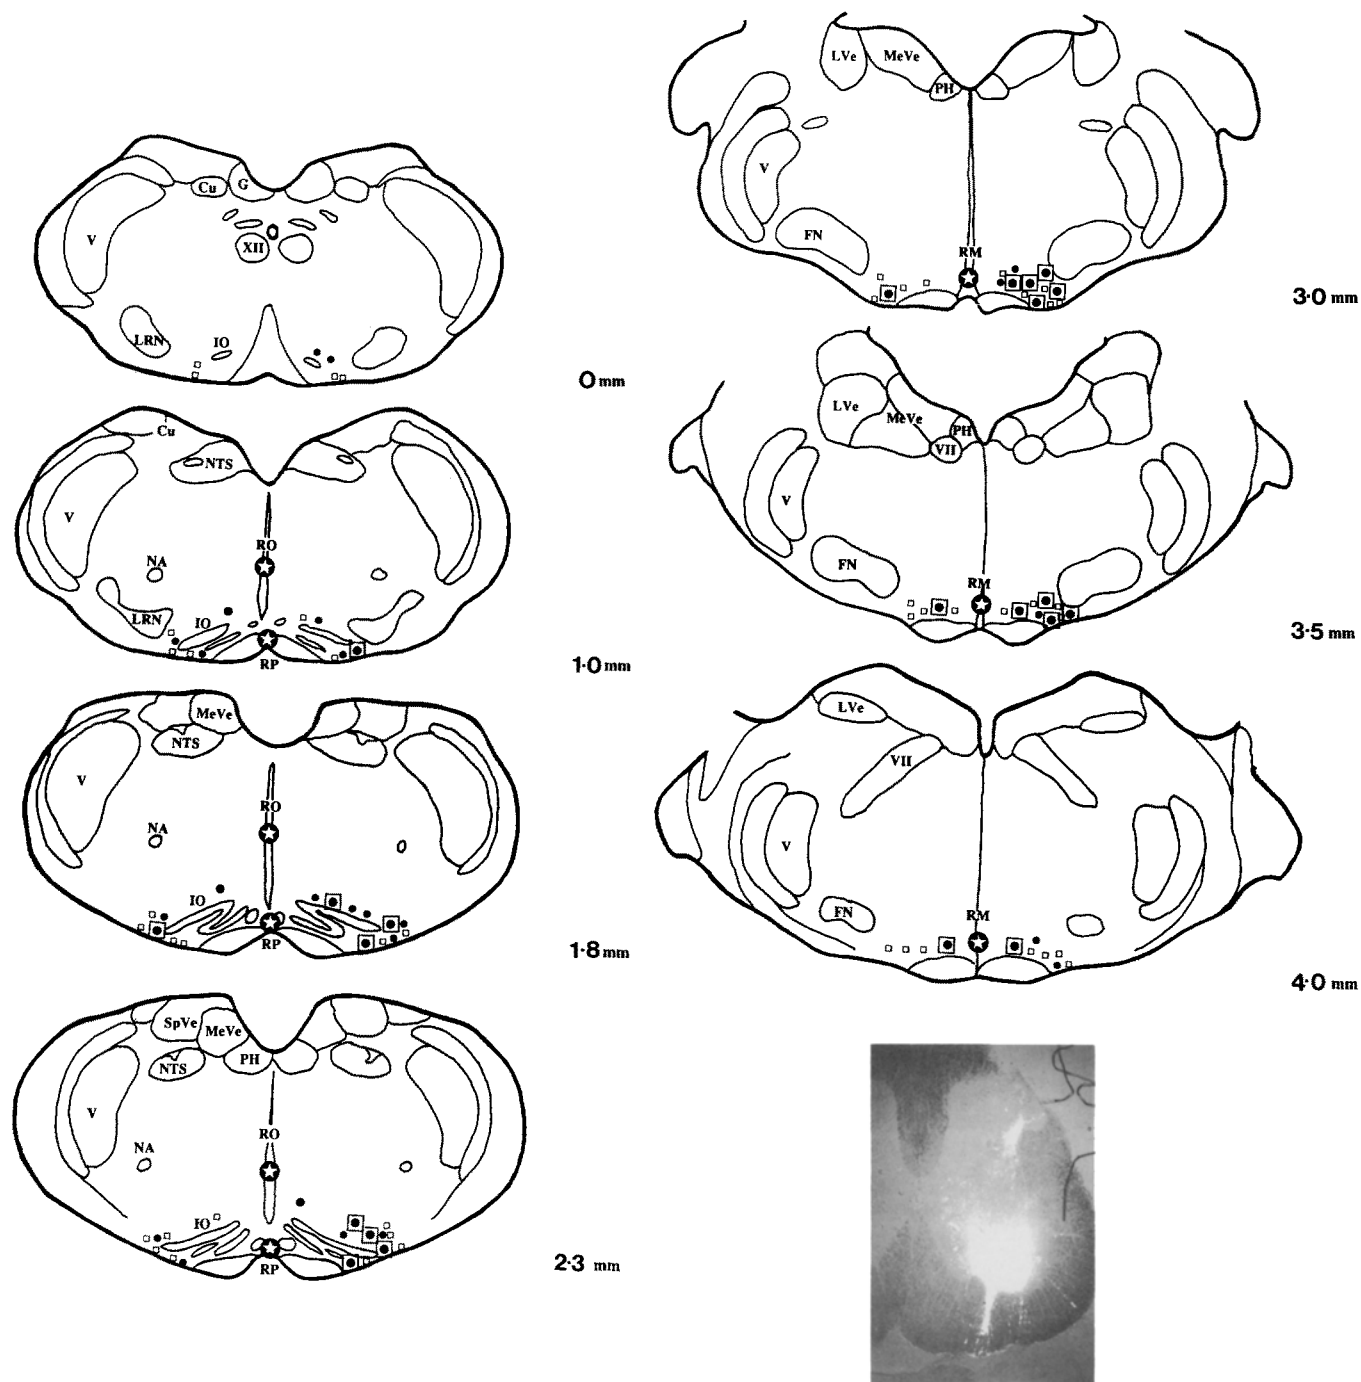 Cu G
V
XII
LRN IO
0 mm
Cu
NTS
V
RO
NA
LRN IO
RP
1·0 mm
MeVe
NTS
V
RO
NA
IO
RP
1·8 mm
SpVe MeVe
PH
NTS
V
RO
NA
IO
RP
2·3 mm
LVe MeVe
PH
V
FN
RM
3·0 mm
LVe MeVe
PH
VII
V
FN
RM
3·5 mm
LVe
VII
V
FN
RM
4·0 mm